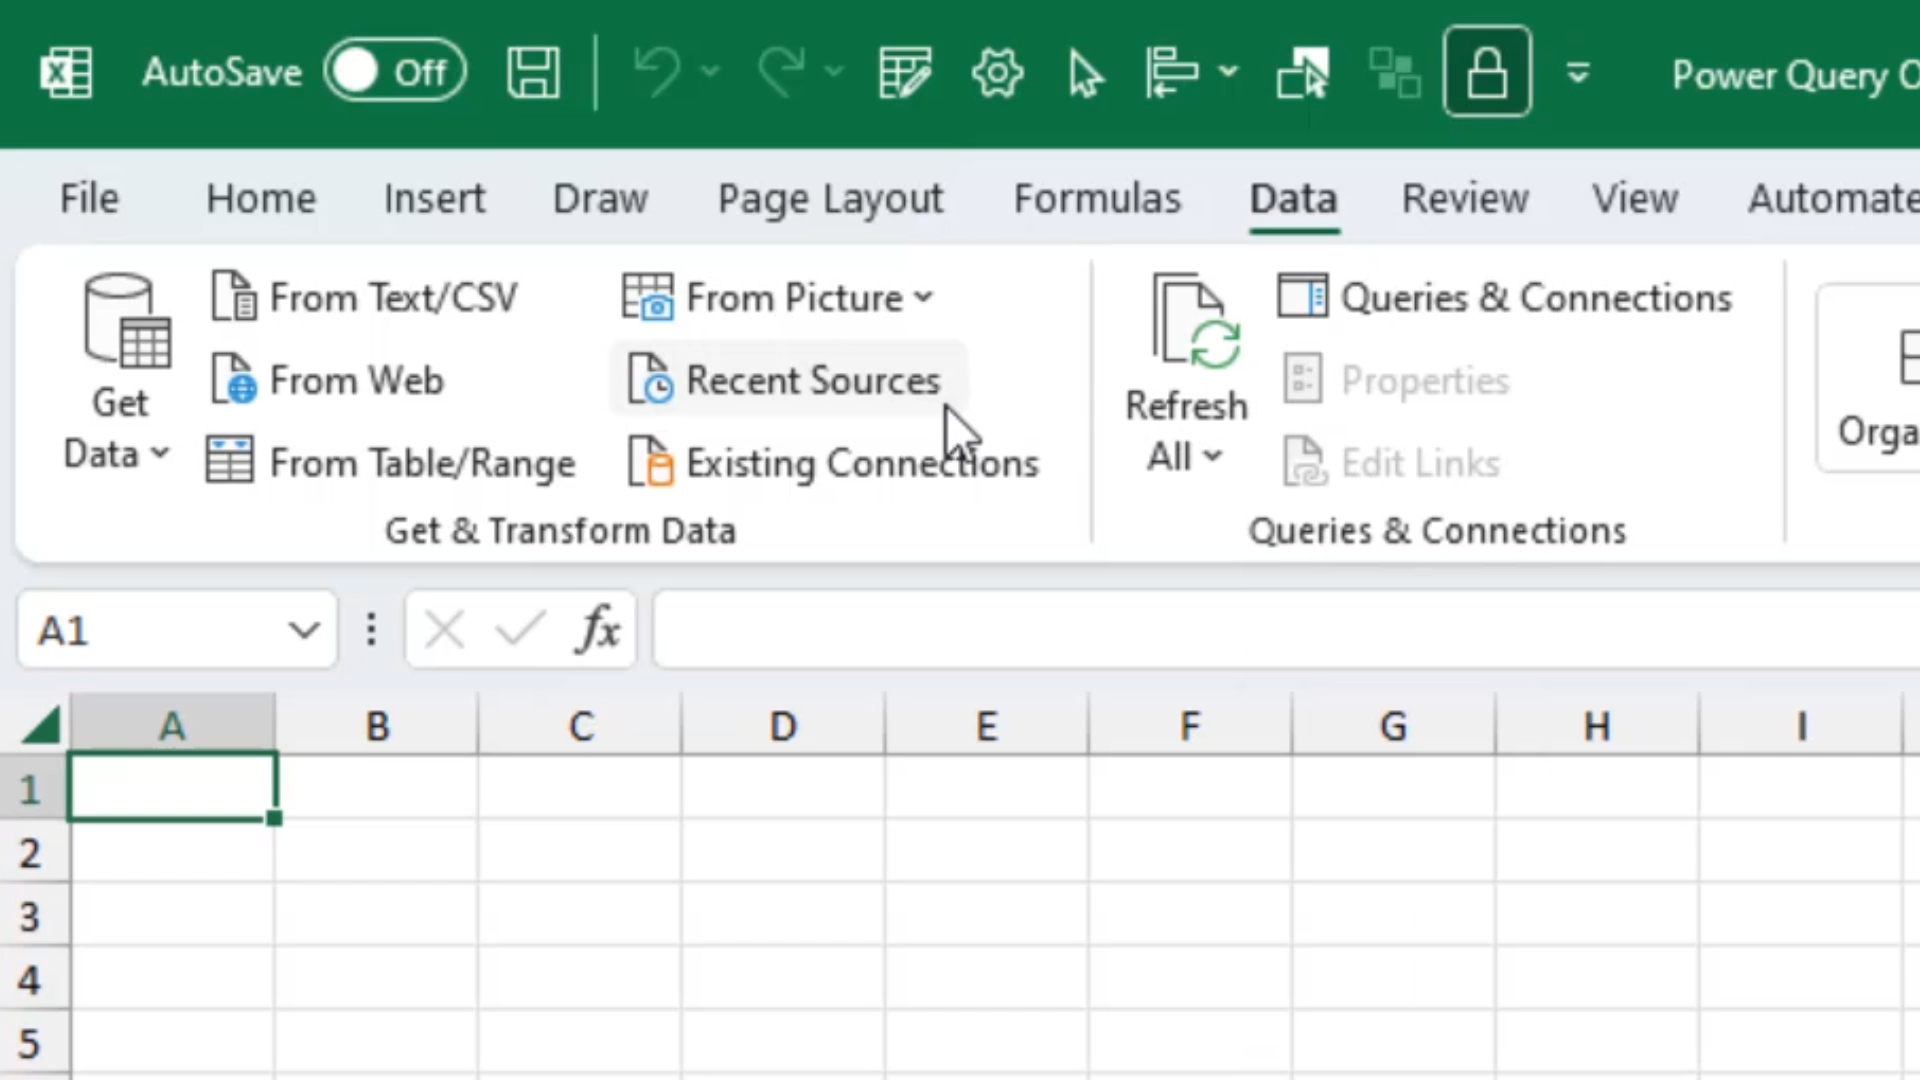 AutoSave Off Power Query O
File Home Insert Draw Page Layout Formulas Data Review View Automate
Get Data
From Text/CSV
From Web
From Table/Range
From Picture
Recent Sources
Existing Connections
Get & Transform Data
Refresh All
Queries & Connections
Properties
Edit Links
Queries & Connections
Orga
A1 fx
A B C D E F G H I
1
2
3
4
5